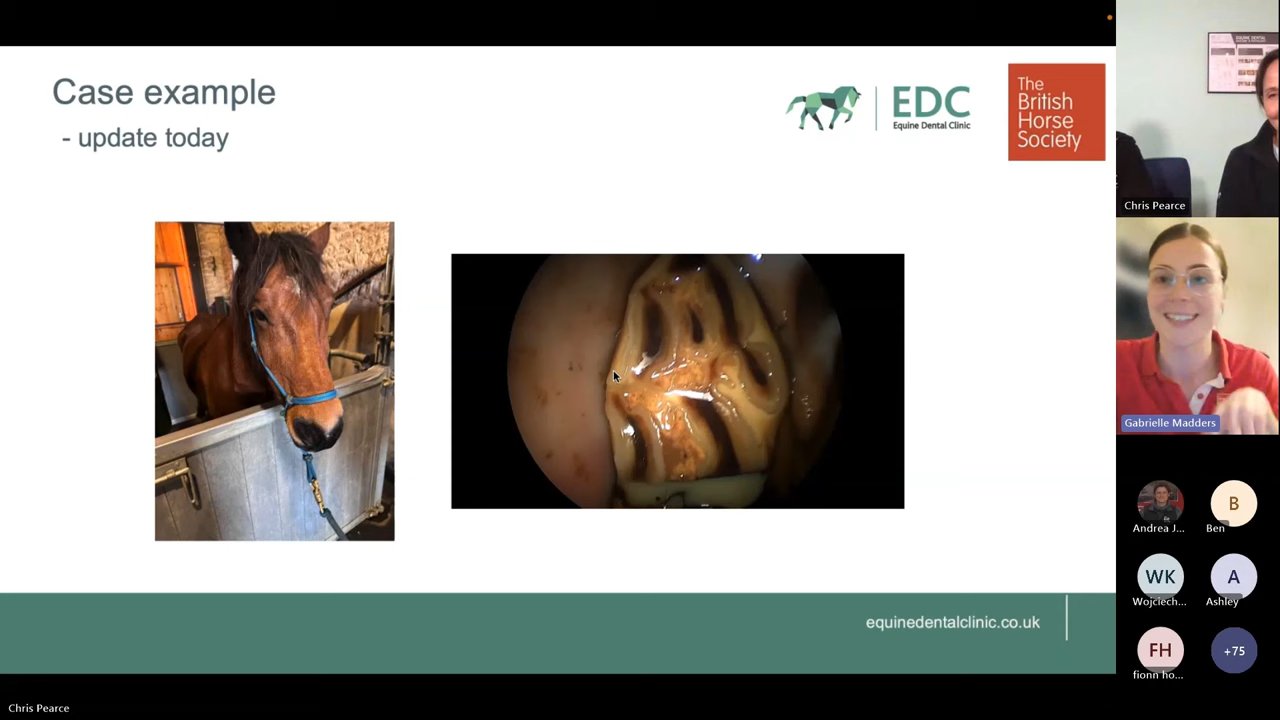 Case example
- update today
EDC
Equine Dental Clinic
The
British
Horse
Society
equinedentalclinic.co.uk
Chris Pearce
Chris Pearce
Gabrielle Madders
Andrea J...
B
Ben
WK
Wojciech...
A
Ashley
FH
fionn ho...
+75